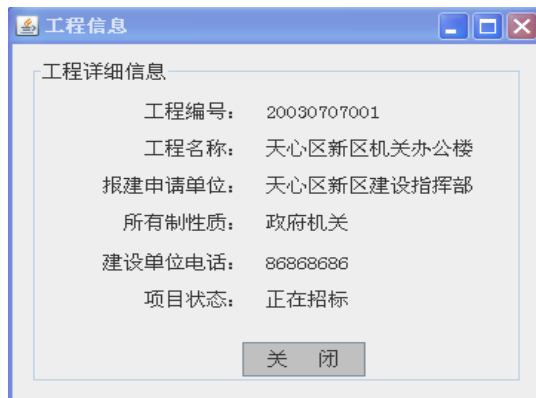 工程信息
工程详细信息
工程编号： 20030707001
工程名称： 天心区新区机关办公楼
报建申请单位： 天心区新区建设指挥部
所有制性质： 政府机关
建设单位电话： 86868686
项目状态： 正在招标
关 闭